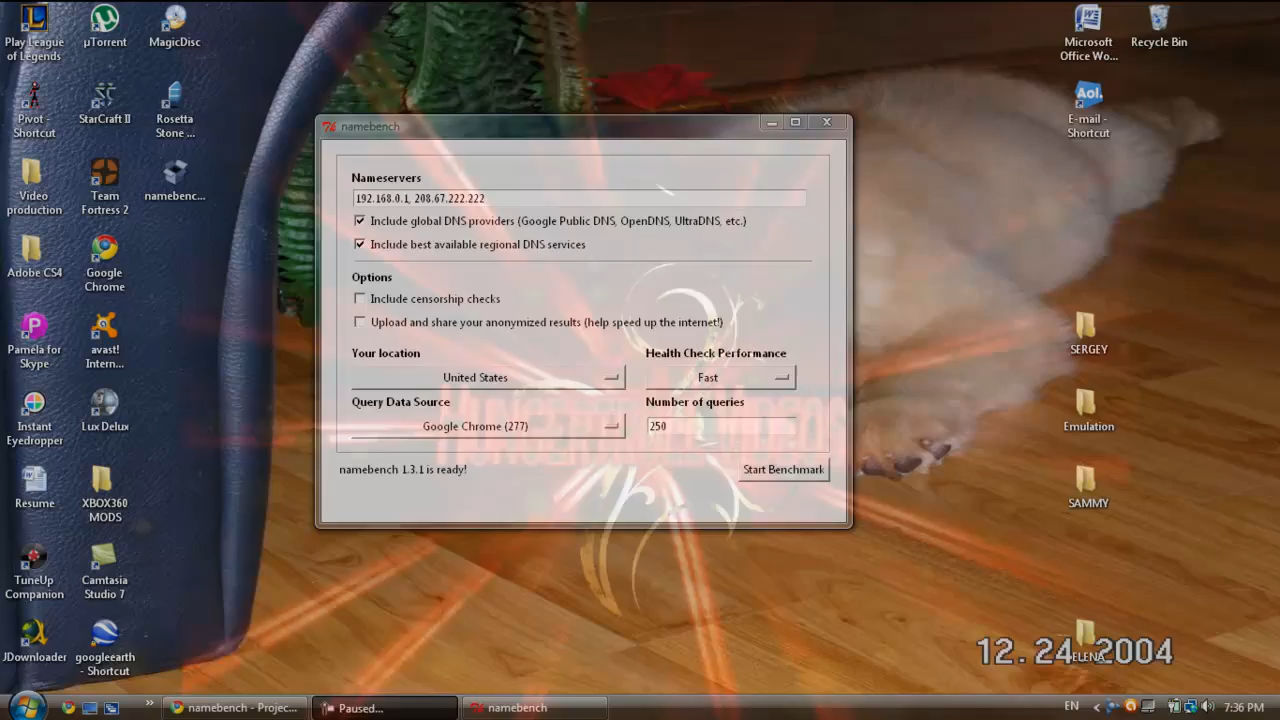 Play League
of Legends
µTorrent
MagicDisc
Microsoft
Office Wo...
Recycle Bin
Pivot -
Shortcut
StarCraft II
Rosetta
Stone ...
Aol.
E-mail -
Shortcut
Video
production
Team
Fortress 2
namebenc...
Adobe CS4
Google
Chrome
Pamela for
Skype
avast!
Intern...
Instant
Eyedropper
Lux Delux
Resume
XBOX360
MODS
TuneUp
Companion
Camtasia
Studio 7
JDownloader
googleearth
- Shortcut
SERGEY
Emulation
SAMMY
ELENA
12.24.2004
namebench
Nameservers
192.168.0.1, 208.67.222.222
Include global DNS providers (Google Public DNS, OpenDNS, UltraDNS, etc.)
Include best available regional DNS services
Options
Include censorship checks
Upload and share your anonymized results (help speed up the internet!)
Your location
Health Check Performance
United States
Fast
Query Data Source
Number of queries
Google Chrome (277)
250
namebench 1.3.1 is ready!
Start Benchmark
namebench - Projec...
Paused...
namebench
EN
7:36 PM